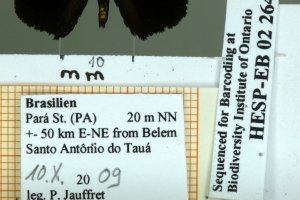 10
mm
Brasilien
Pará St. (PA) 20 m NN
+- 50 km E-NE from Belem
Santo Antônio do Tauá
10.X. 2009
leg. P. Jauffret
Sequenced for Barcoding at
Biodiversity Institute of Ontario
HESP-EB 02 264